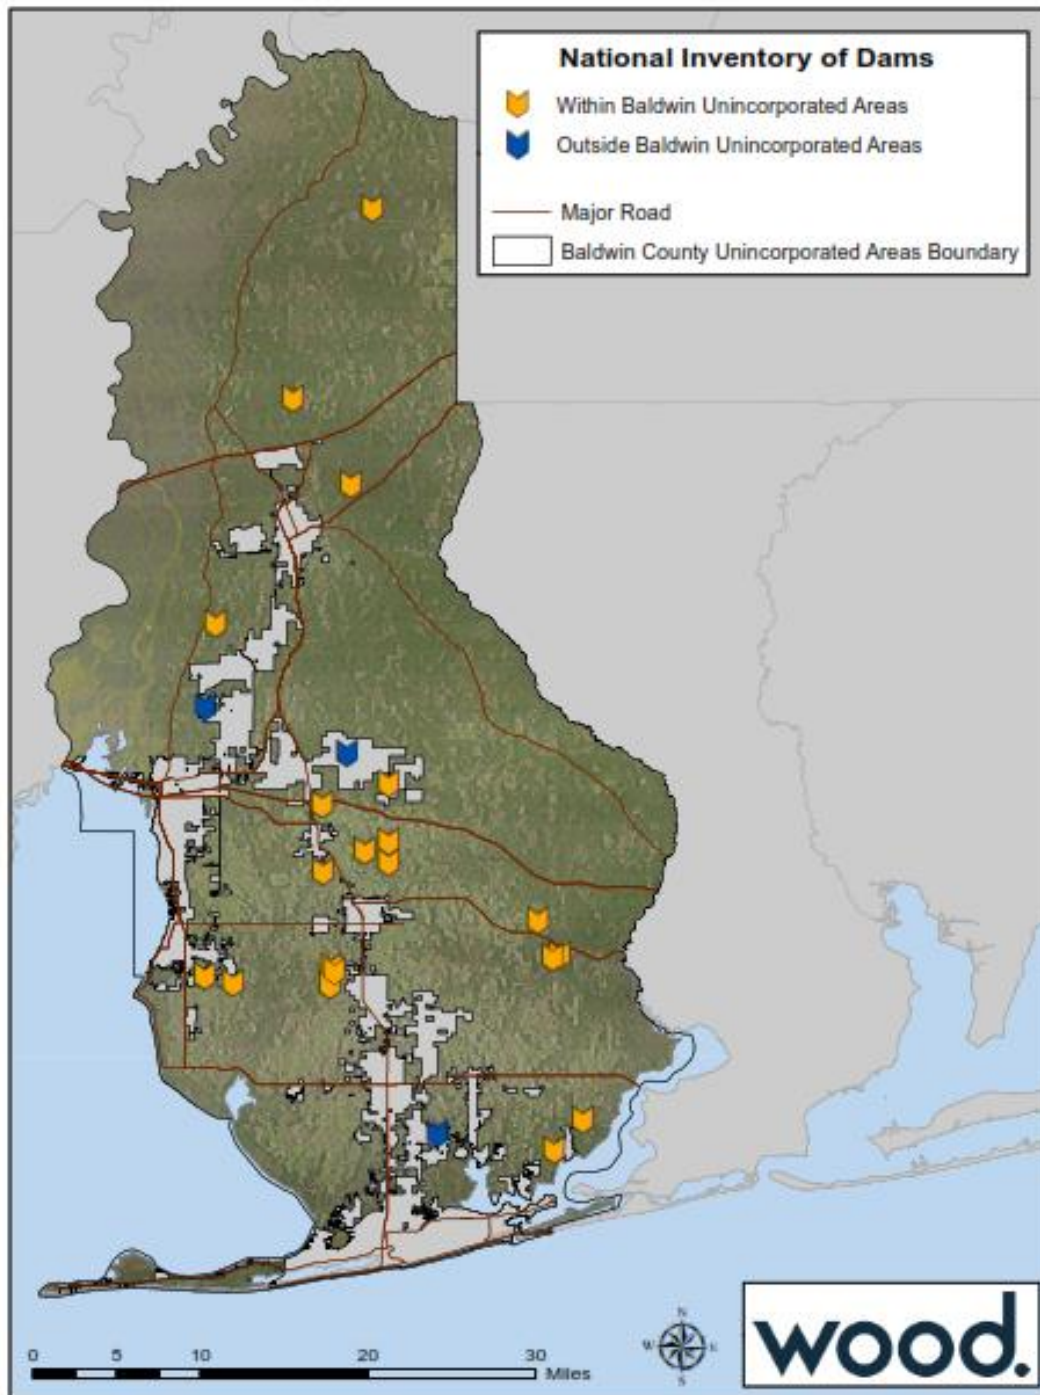 National Inventory of Dams
Within Baldwin Unincorporated Areas
Outside Baldwin Unincorporated Areas
Major Road
Baldwin County Unincorporated Areas Boundary
N
W E
S
0 5 10 20 30
Miles
wood.